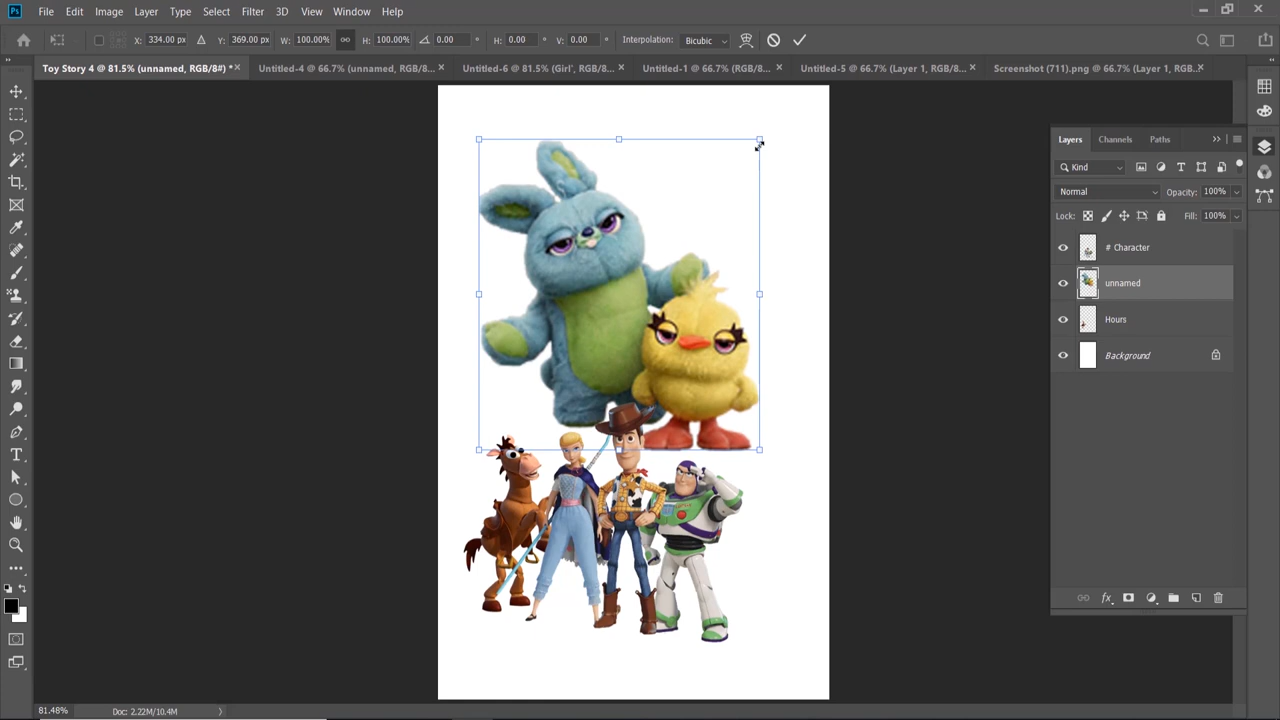 Ps File Edit Image Layer Type Select Filter 3D View Window Help
X: 334.00 px Y: 369.00 px W: 100.00% H: 100.00% 0.00 ° H: 0.00 ° V: 0.00 ° Interpolation: Bicubic
Toy Story 4 @ 81.5% (unnamed, RGB/8#) * × Untitled-4 @ 66.7% (unnamed, RGB/8... × Untitled-6 @ 81.5% (Girl', RGB/8... × Untitled-1 @ 66.7% (RGB/8... × Untitled-5 @ 66.7% (Layer 1, RGB/8... × Screenshot (711).png @ 66.7% (Layer 1, RGB/8... ×
Layers Channels Paths
Kind
Normal Opacity: 100%
Lock: Fill: 100%
# Character
unnamed
Hours
Background
fx
81.48% Doc: 2.22M/10.4M